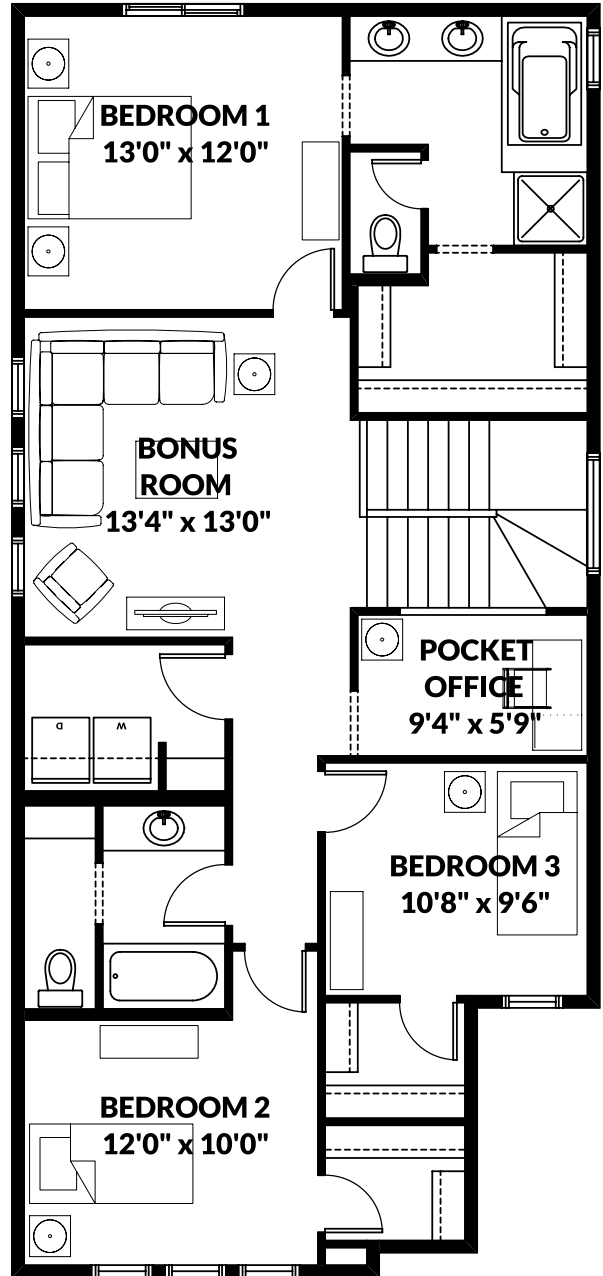 BEDROOM 1
13'0" x 12'0"
BONUS
ROOM
13'4" x 13'0"
POCKET
OFFICE
9'4" x 5'9"
D
W
BEDROOM 3
10'8" x 9'6"
BEDROOM 2
12'0" x 10'0"